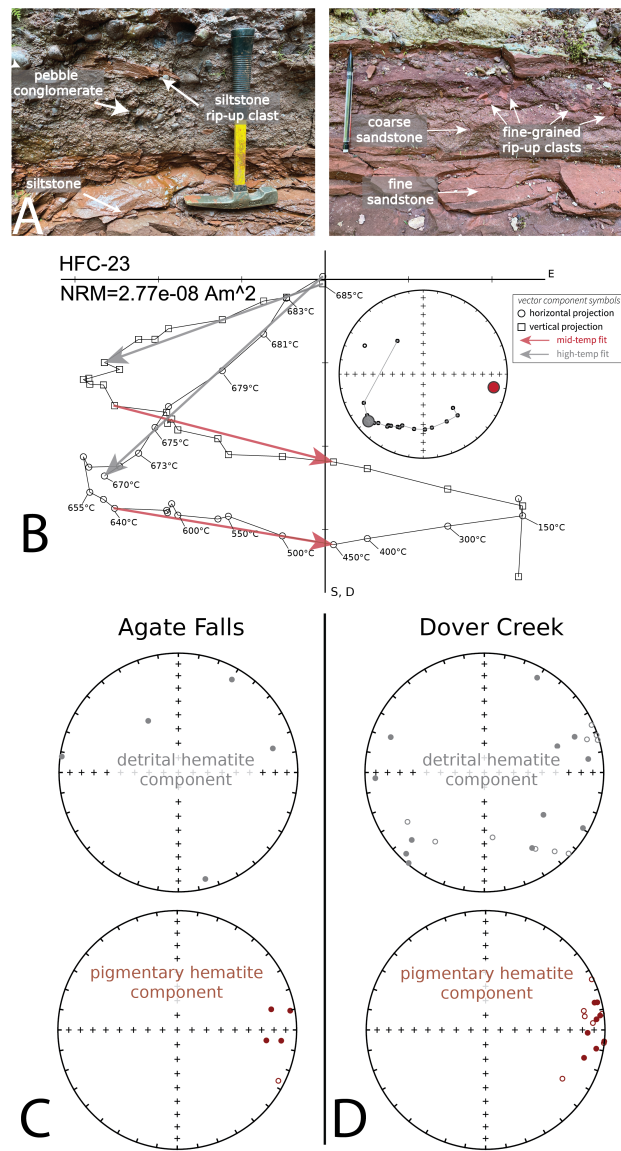 pebble
conglomerate
siltstone
rip-up clast
siltstone
A
coarse
sandstone
fine-grained
rip-up clasts
fine
sandstone
HFC-23
NRM=2.77e-08 Am^2
E
685°C
683°C
681°C
679°C
675°C
673°C
670°C
655°C
640°C
600°C
550°C
500°C
450°C
400°C
300°C
150°C
S, D
vector component symbols
horizontal projection
vertical projection
mid-temp fit
high-temp fit
B
Agate Falls
Dover Creek
detrital hematite
component
detrital hematite
component
pigmentary hematite
component
pigmentary hematite
component
C
D